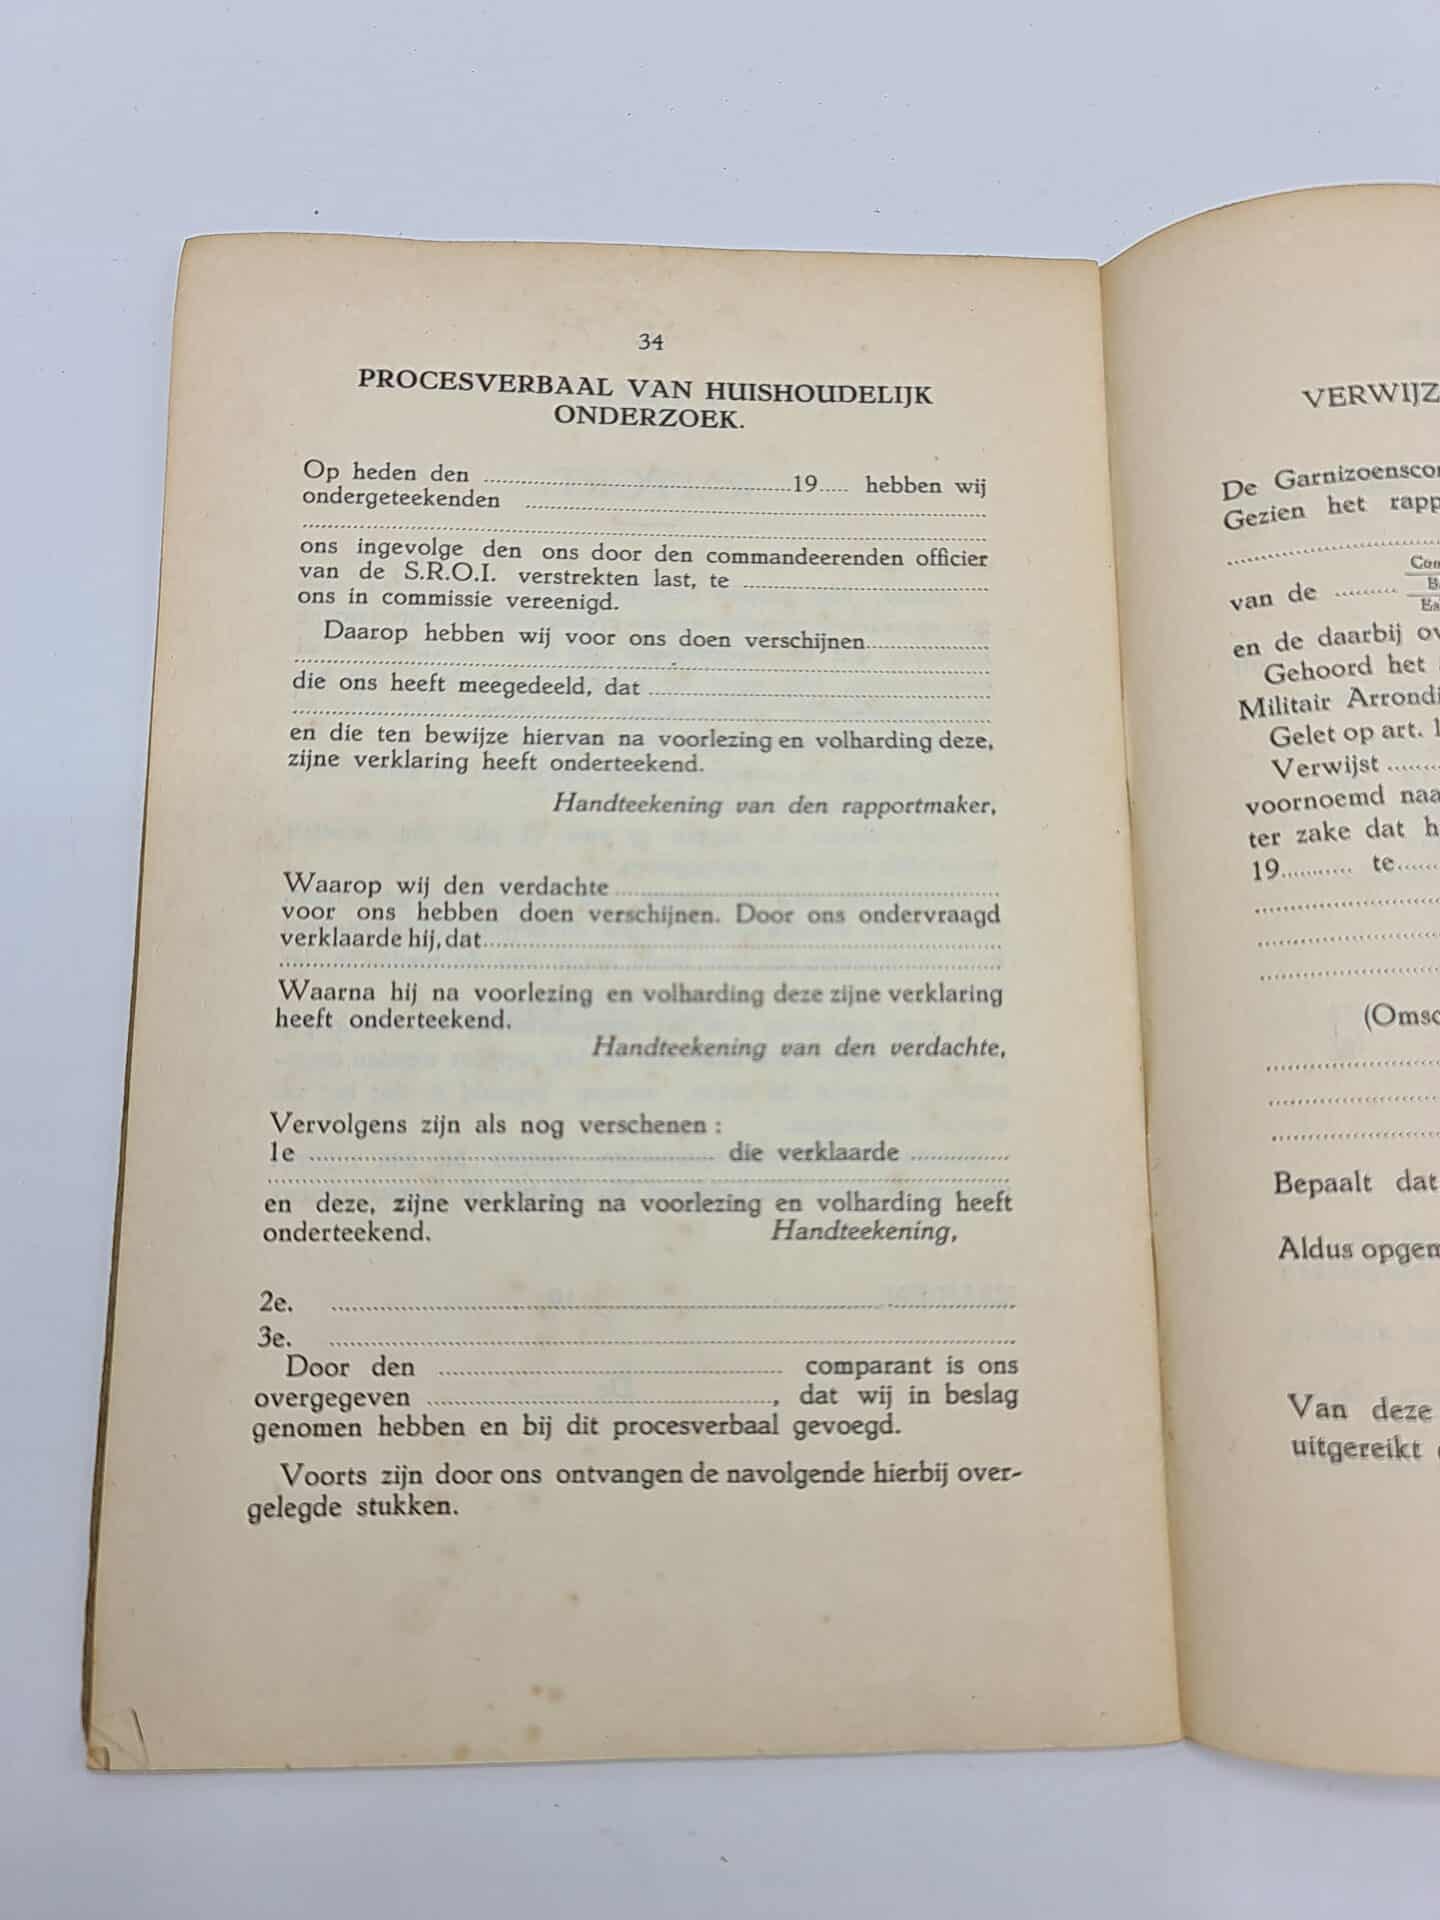 34
PROCESVERBAAL VAN HUISHOUDELIJK
ONDERZOEK.
Op heden den ........ 19..... hebben wij
ondergeteekenden ........
........
ons ingevolge den ons door den commandeerenden officier
van de S.R.O.I. verstrekten last, te ........
ons in commissie vereenigd.
Daarop hebben wij voor ons doen verschijnen........
........
die ons heeft meegedeeld, dat ........
........
en die ten bewijze hiervan na voorlezing en volharding deze,
zijne verklaring heeft onderteekend.
Handteekening van den rapportmaker,
Waarop wij den verdachte ........
voor ons hebben doen verschijnen. Door ons ondervraagd
verklaarde hij, dat........
........
Waarna hij na voorlezing en volharding deze zijne verklaring
heeft onderteekend.
Handteekening van den verdachte,
Vervolgens zijn als nog verschenen :
1e ........ die verklaarde ........
........
en deze, zijne verklaring na voorlezing en volharding heeft
onderteekend. Handteekening,
2e. ........
3e. ........
Door den ........ comparant is ons
overgegeven ........, dat wij in beslag
genomen hebben en bij dit procesverbaal gevoegd.
Voorts zijn door ons ontvangen de navolgende hierbij over-
gelegde stukken.
VERWIJZ
De Garnizoenscom
Gezien het rapp
........
van de ........
en de daarbij ov
Gehoord het
Militair Arrondi
Gelet op art. 1
Verwijst ........
voornoemd naa
ter zake dat h
19........ te........
........
........
........
(Omsc
........
........
........
Bepaalt dat
Aldus opgem
Van deze
uitgereikt